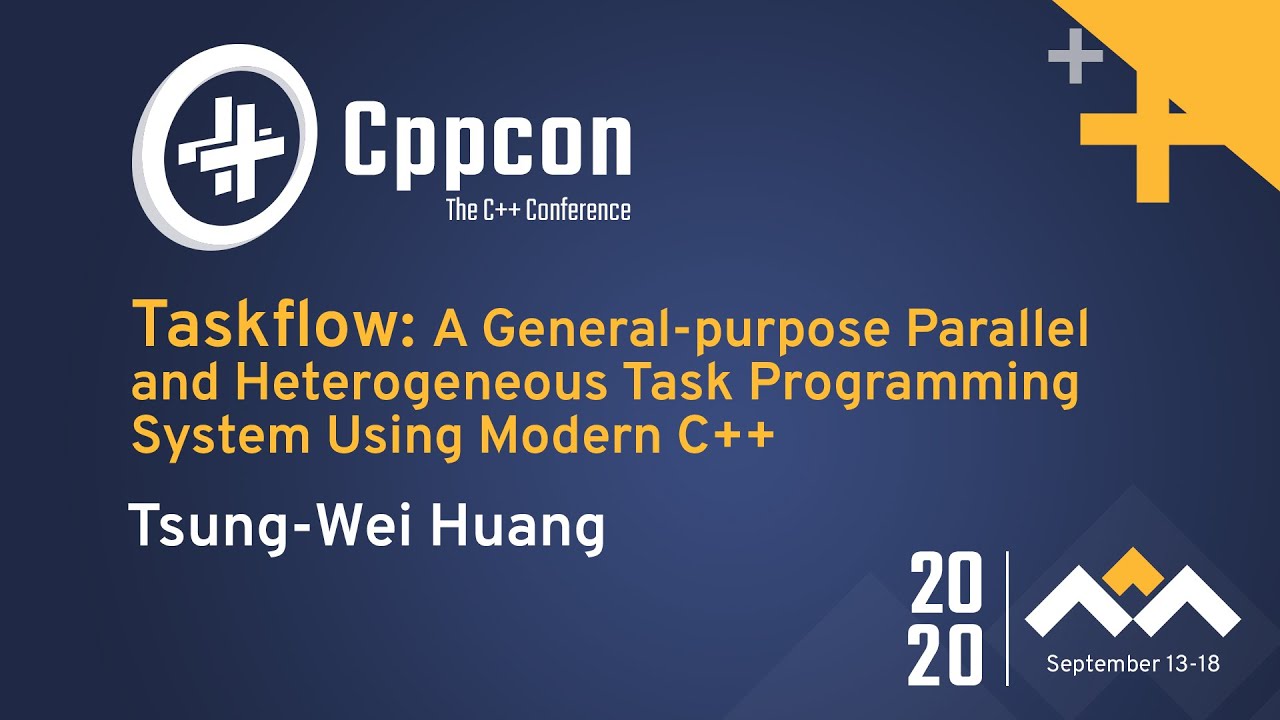 Cppcon
The C++ Conference
Taskflow: A General-purpose Parallel
and Heterogeneous Task Programming
System Using Modern C++
Tsung-Wei Huang
20
20
September 13-18